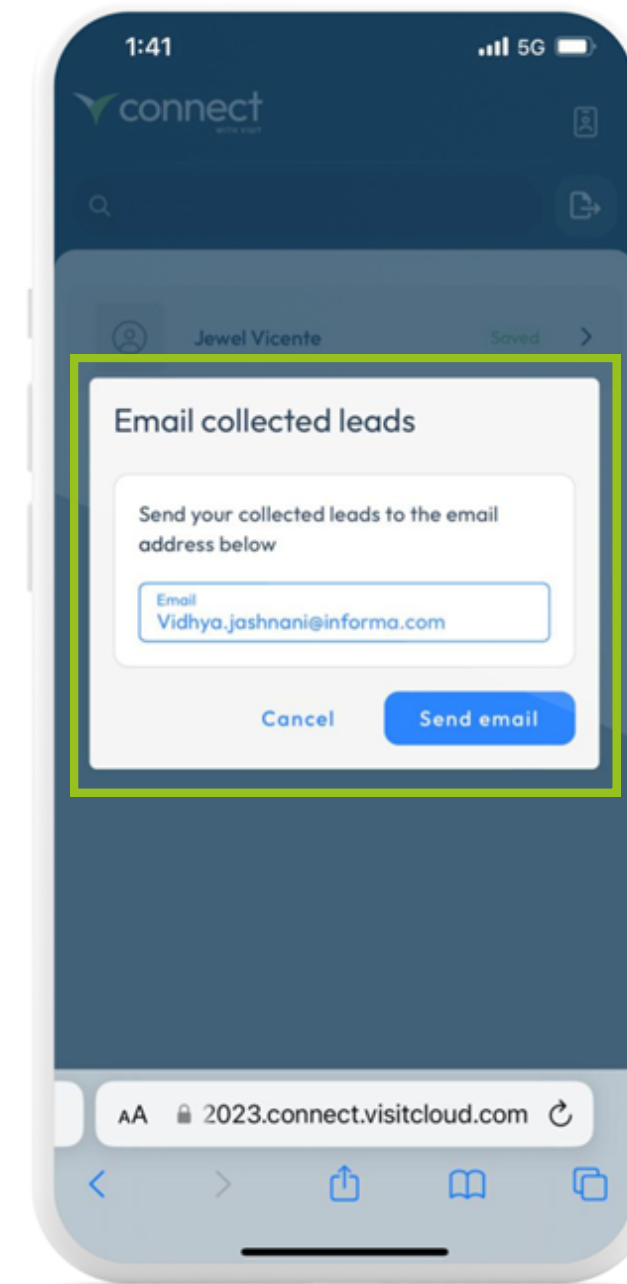 1:41
5G
connect
WITH VISIT
Jewel Vicente
Saved
Email collected leads
Send your collected leads to the email
address below
Email
Vidhya.jashnani@informa.com
Cancel
Send email
AA
2023.connect.visitcloud.com